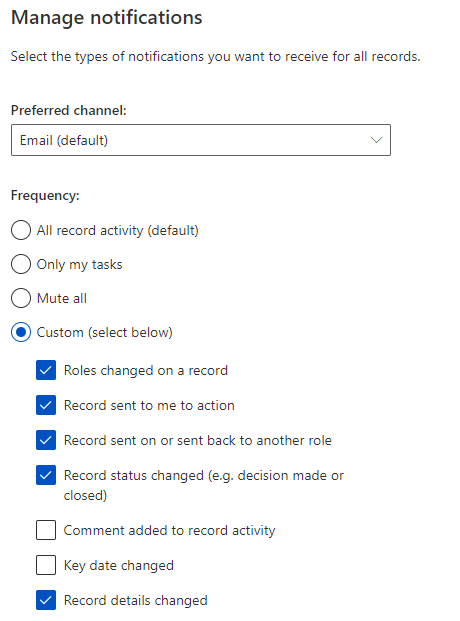 Manage notifications
Select the types of notifications you want to receive for all records.
Preferred channel:
Email (default)
Frequency:
All record activity (default)
Only my tasks
Mute all
Custom (select below)
Roles changed on a record
Record sent to me to action
Record sent on or sent back to another role
Record status changed (e.g. decision made or
closed)
Comment added to record activity
Key date changed
Record details changed